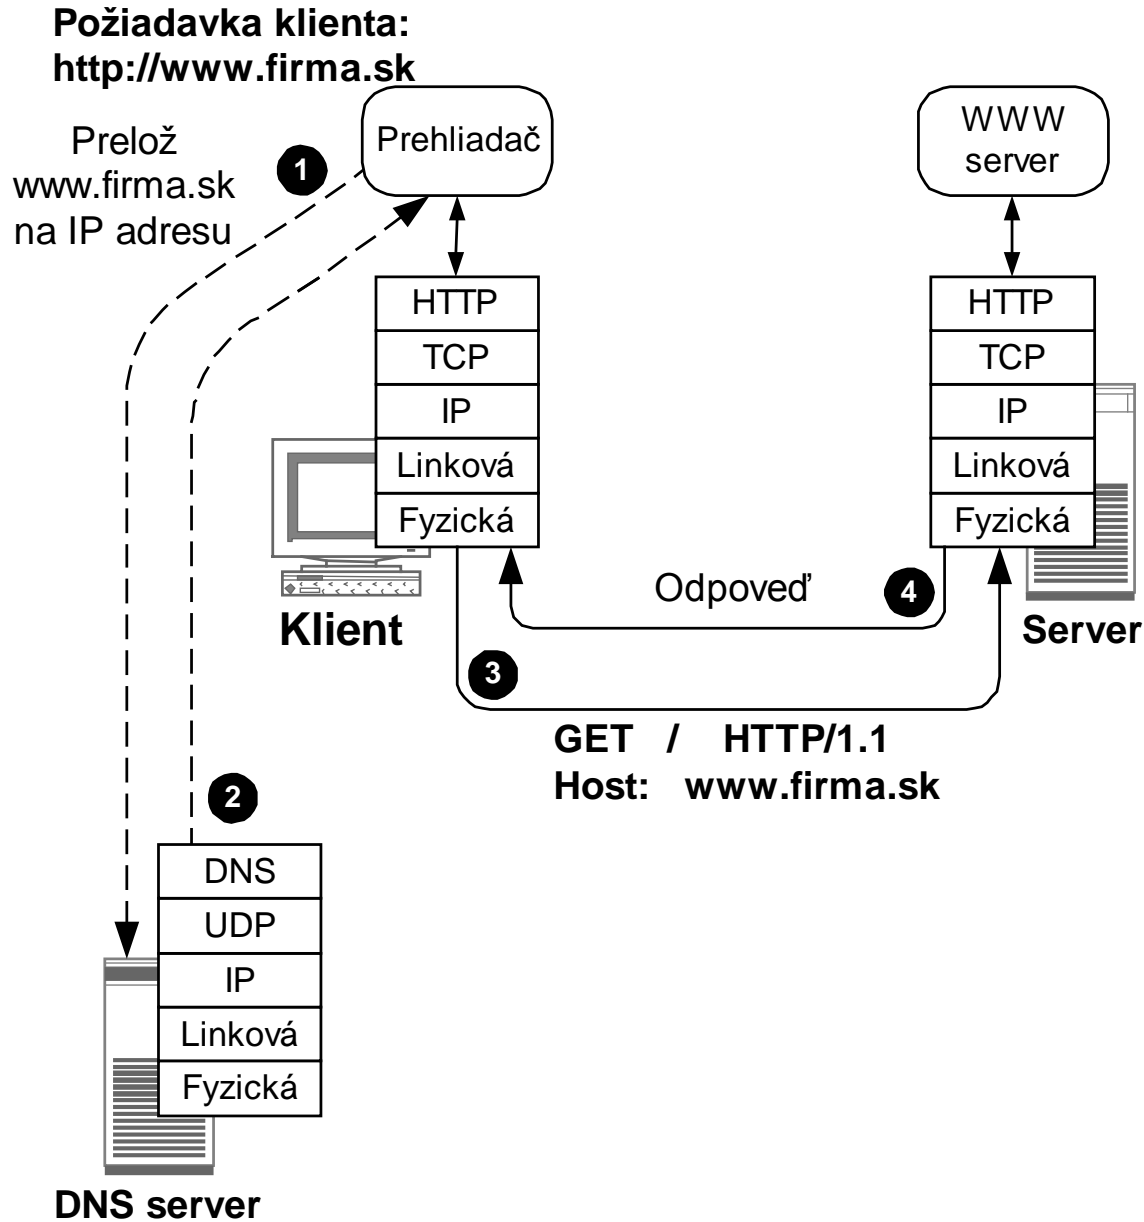 Požiadavka klienta:
http://www.firma.sk
Prelož
www.firma.sk
na IP adresu
1
Prehliadač
WWW
server
HTTP
TCP
IP
Linková
Fyzická
HTTP
TCP
IP
Linková
Fyzická
Klient
Odpoveď
4
Server
3
GET / HTTP/1.1
Host: www.firma.sk
2
DNS
UDP
IP
Linková
Fyzická
DNS server